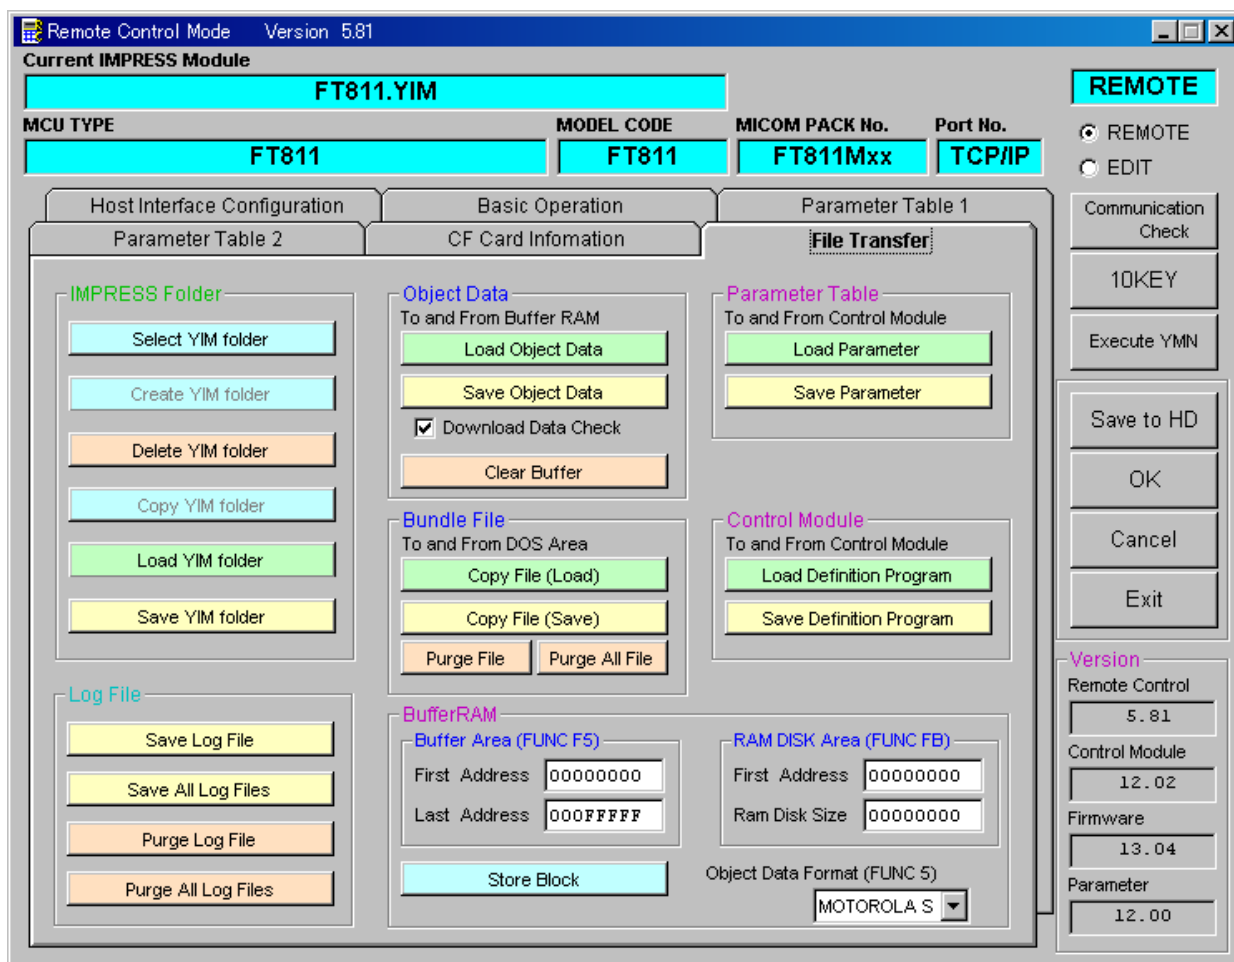 Remote Control Mode Version 5.81
Current IMPRESS Module
FT811.YIM
REMOTE
MCU TYPE
MODEL CODE
MICOM PACK No.
Port No.
FT811
FT811
FT811Mxx
TCP/IP
REMOTE
EDIT
Host Interface Configuration
Basic Operation
Parameter Table 1
Parameter Table 2
CF Card Infomation
File Transfer
IMPRESS Folder
Select YIM folder
Create YIM folder
Delete YIM folder
Copy YIM folder
Load YIM folder
Save YIM folder
Log File
Save Log File
Save All Log Files
Purge Log File
Purge All Log Files
Object Data
To and From Buffer RAM
Load Object Data
Save Object Data
Download Data Check
Clear Buffer
Bundle File
To and From DOS Area
Copy File (Load)
Copy File (Save)
Purge File
Purge All File
Parameter Table
To and From Control Module
Load Parameter
Save Parameter
Control Module
To and From Control Module
Load Definition Program
Save Definition Program
BufferRAM
Buffer Area (FUNC F5)
First Address 00000000
Last Address 000FFFFF
RAM DISK Area (FUNC FB)
First Address 00000000
Ram Disk Size 00000000
Store Block
Object Data Format (FUNC 5)
MOTOROLA S
Communication
Check
10KEY
Execute YMN
Save to HD
OK
Cancel
Exit
Version
Remote Control
5.81
Control Module
12.02
Firmware
13.04
Parameter
12.00